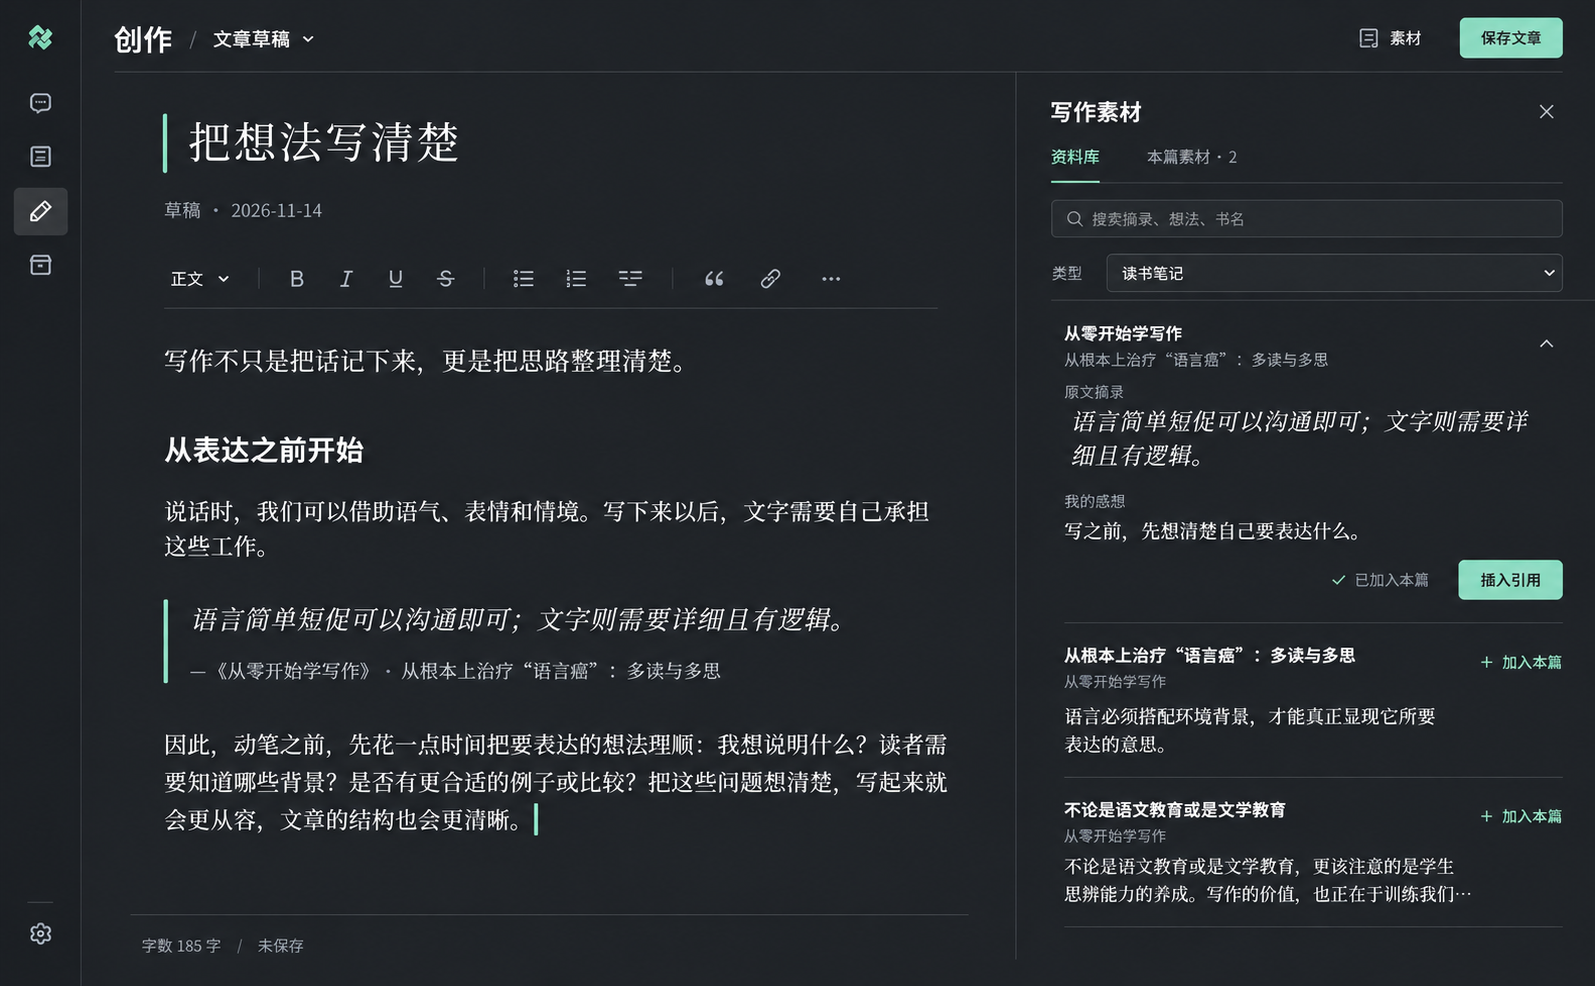 创作 / 文章草稿
素材
保存文章
把想法写清楚
草稿 · 2026-11-14
正文
B I U S
写作不只是把话记下来，更是把思路整理清楚。
从表达之前开始
说话时，我们可以借助语气、表情和情境。写下来以后，文字需要自己承担
这些工作。
语言简单短促可以沟通即可；文字则需要详细且有逻辑。
—《从零开始学写作》 · 从根本上治疗“语言癌”：多读与多思
因此，动笔之前，先花一点时间把要表达的想法理顺：我想说明什么？读者需
要知道哪些背景？是否有更合适的例子或比较？把这些问题想清楚，写起来就
会更从容，文章的结构也会更清晰。
字数 185 字 / 未保存
写作素材
资料库
本篇素材 · 2
搜索摘录、想法、书名
类型
读书笔记
从零开始学写作
从根本上治疗“语言癌”：多读与多思
原文摘录
语言简单短促可以沟通即可；文字则需要详
细且有逻辑。
我的感想
写之前，先想清楚自己要表达什么。
已加入本篇
插入引用
从根本上治疗“语言癌”：多读与多思
+ 加入本篇
从零开始学写作
语言必须搭配环境背景，才能真正显现它所要
表达的意思。
不论是语文教育或是文学教育
+ 加入本篇
从零开始学写作
不论是语文教育或是文学教育，更该注意的是学生
思辨能力的养成。写作的价值，也正在于训练我们…